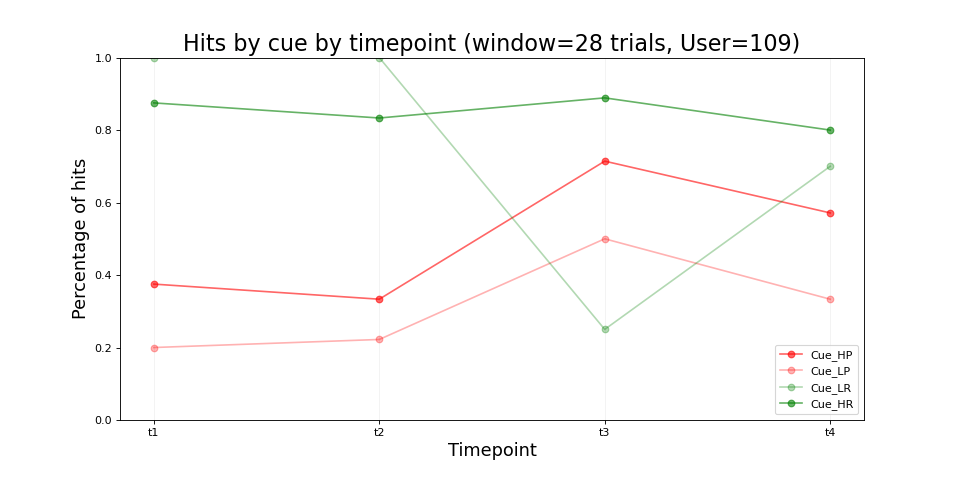 Hits by cue by timepoint (window=28 trials, User=109)
Percentage of hits
1.0
0.8
0.6
0.4
0.2
0.0
t1
t2
t3
t4
Timepoint
Cue_HP
Cue_LP
Cue_LR
Cue_HR